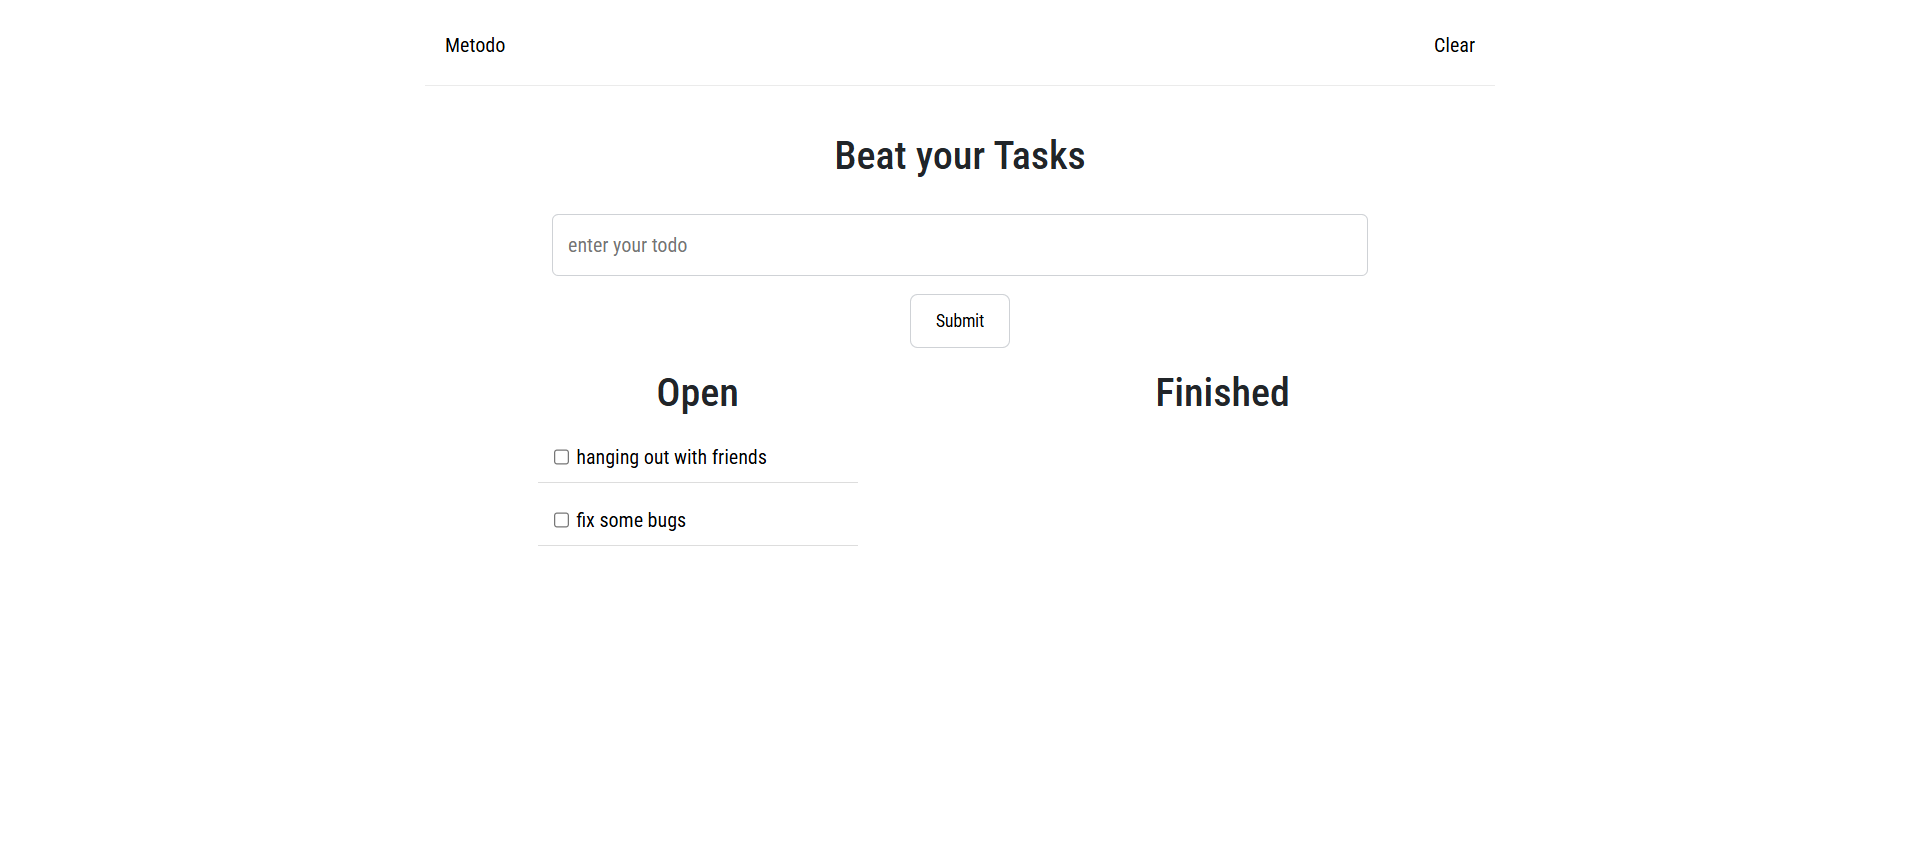 Metodo
Clear
Beat your Tasks
enter your todo
Submit
Open
Finished
hanging out with friends
fix some bugs